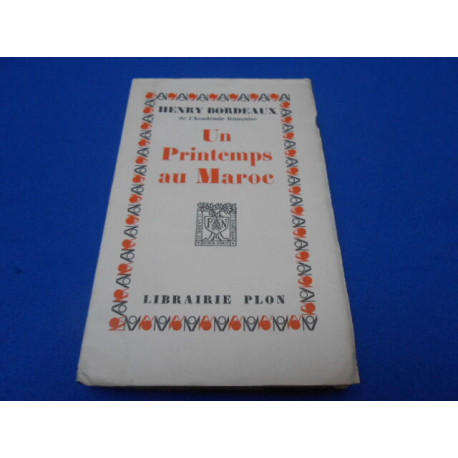 HENRY BORDEAUX
de l'Académie française
Un
Printemps
au Maroc
LIBRAIRIE PLON